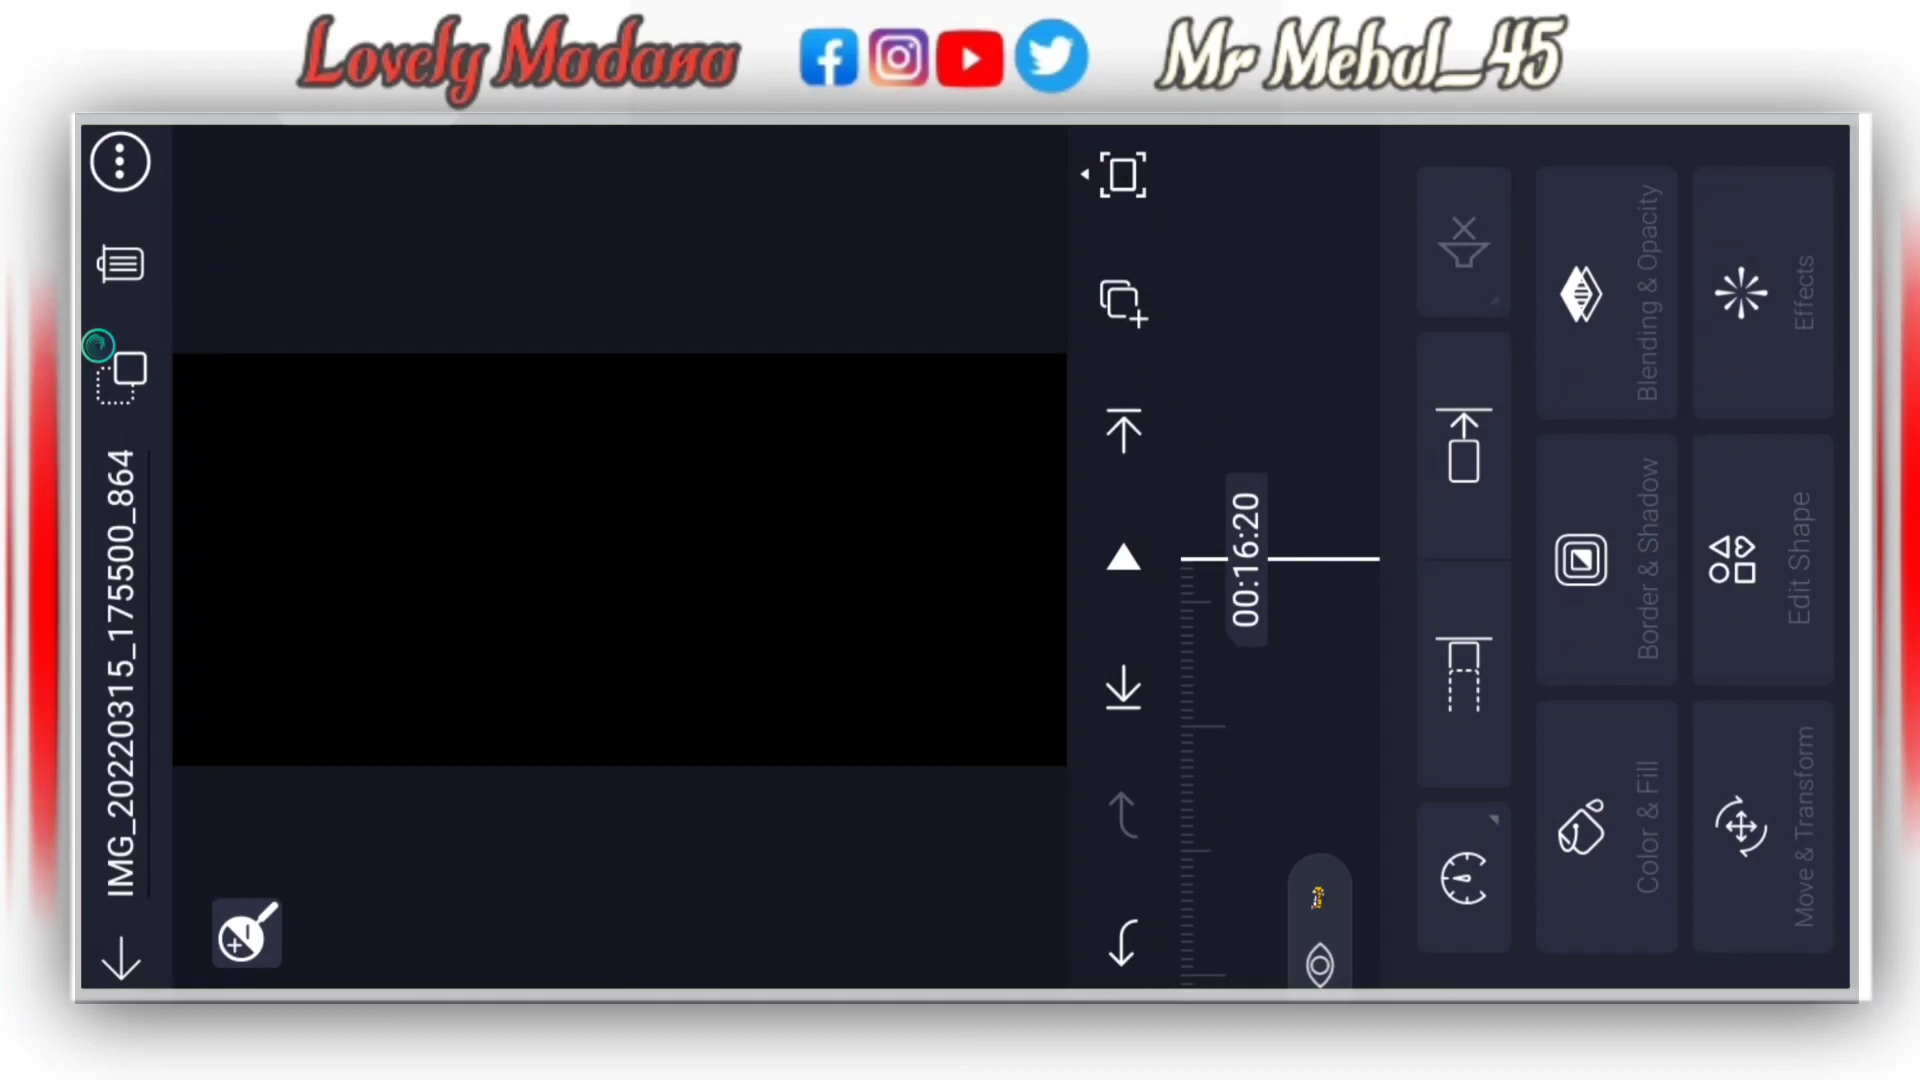 Lovely Madana
Mr Mehul_45
IMG_20220315_175500_864
00:16:20
Blending & Opacity
Effects
Border & Shadow
Edit Shape
Color & Fill
Move & Transform